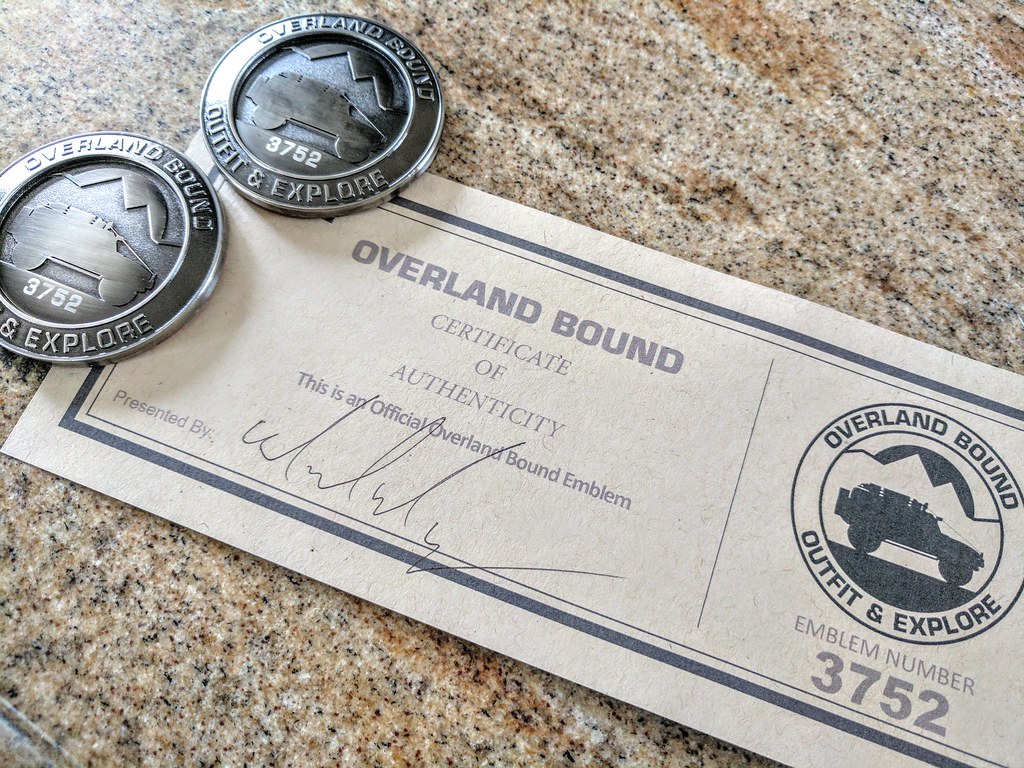 OVERLAND BOUND
3752
OUTFIT & EXPLORE
OVERLAND BOUND
3752
& EXPLORE
OVERLAND BOUND
CERTIFICATE
OF
AUTHENTICITY
This is an Official Overland Bound Emblem
Presented By:
OVERLAND BOUND
OUTFIT & EXPLORE
EMBLEM NUMBER
3752